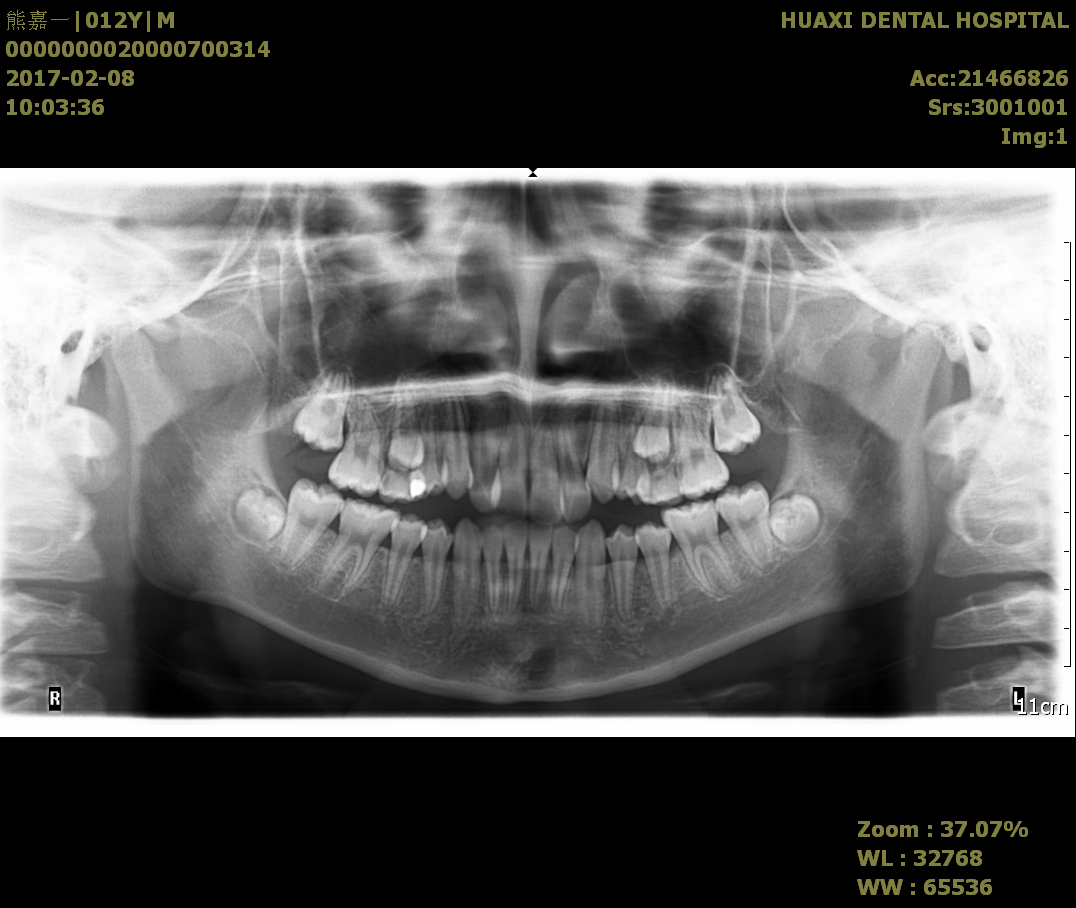 熊嘉一|012Y|M
0000000020000700314
2017-02-08
10:03:36
HUAXI DENTAL HOSPITAL
Acc:21466826
Srs:3001001
Img:1
R
L
11cm
Zoom : 37.07%
WL : 32768
WW : 65536